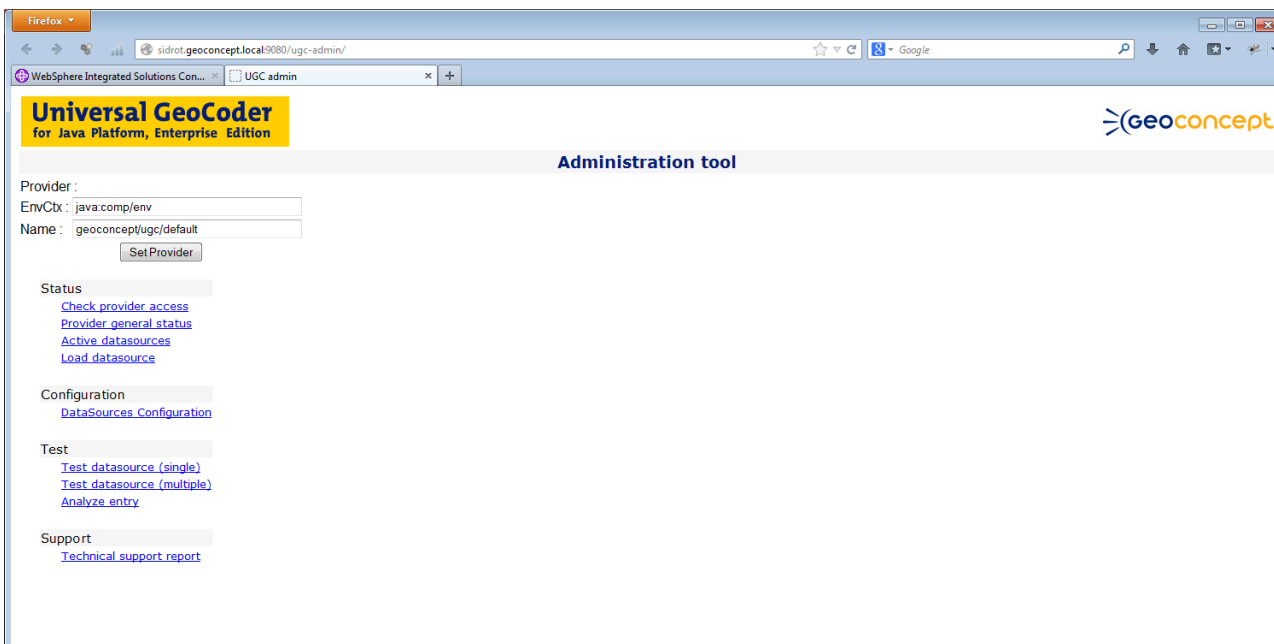 Firefox
sidrot.geoconcept.local:9080/ugc-admin/
Google
WebSphere Integrated Solutions Con...
UGC admin
Universal GeoCoder
for Java Platform, Enterprise Edition
geoconcept
Administration tool
Provider :
EnvCtx : java:comp/env
Name : geoconcept/ugc/default
Set Provider
Status
Check provider access
Provider general status
Active datasources
Load datasource
Configuration
DataSources Configuration
Test
Test datasource (single)
Test datasource (multiple)
Analyze entry
Support
Technical support report